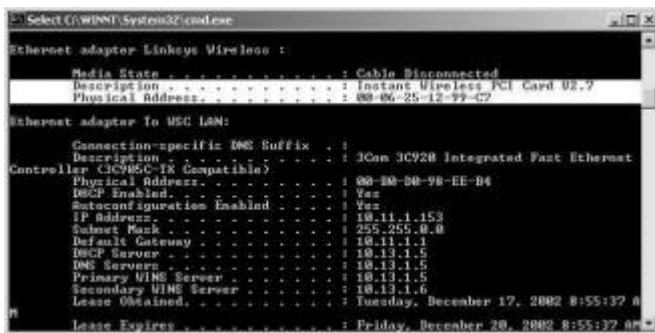 Select C:\WINNT\System32\cmd.exe
Ethernet adapter Linksys Wireless :
Media State . . . . . . . . . . . : Cable Disconnected
Description . . . . . . . . . . . : Instant Wireless PCI Card V2.7
Physical Address. . . . . . . . . : 00-06-25-12-99-C7
Ethernet adapter To WSC LAN:
Connection-specific DNS Suffix  . :
Description . . . . . . . . . . . : 3Com 3C920 Integrated Fast Ethernet
Controller (3C905C-TX Compatible)
Physical Address. . . . . . . . . : 00-B0-D0-98-EE-B4
DHCP Enabled. . . . . . . . . . . : Yes
Autoconfiguration Enabled . . . . : Yes
IP Address. . . . . . . . . . . . : 10.11.1.153
Subnet Mask . . . . . . . . . . . : 255.255.0.0
Default Gateway . . . . . . . . . : 10.11.1.1
DHCP Server . . . . . . . . . . . : 10.13.1.5
DNS Servers . . . . . . . . . . . : 10.13.1.5
Primary WINS Server . . . . . . . : 10.13.1.5
Secondary WINS Server . . . . . . : 10.13.1.6
Lease Obtained. . . . . . . . . . : Tuesday, December 17, 2002 8:55:37 A
M
Lease Expires . . . . . . . . . . : Friday, December 20, 2002 8:55:37 AM